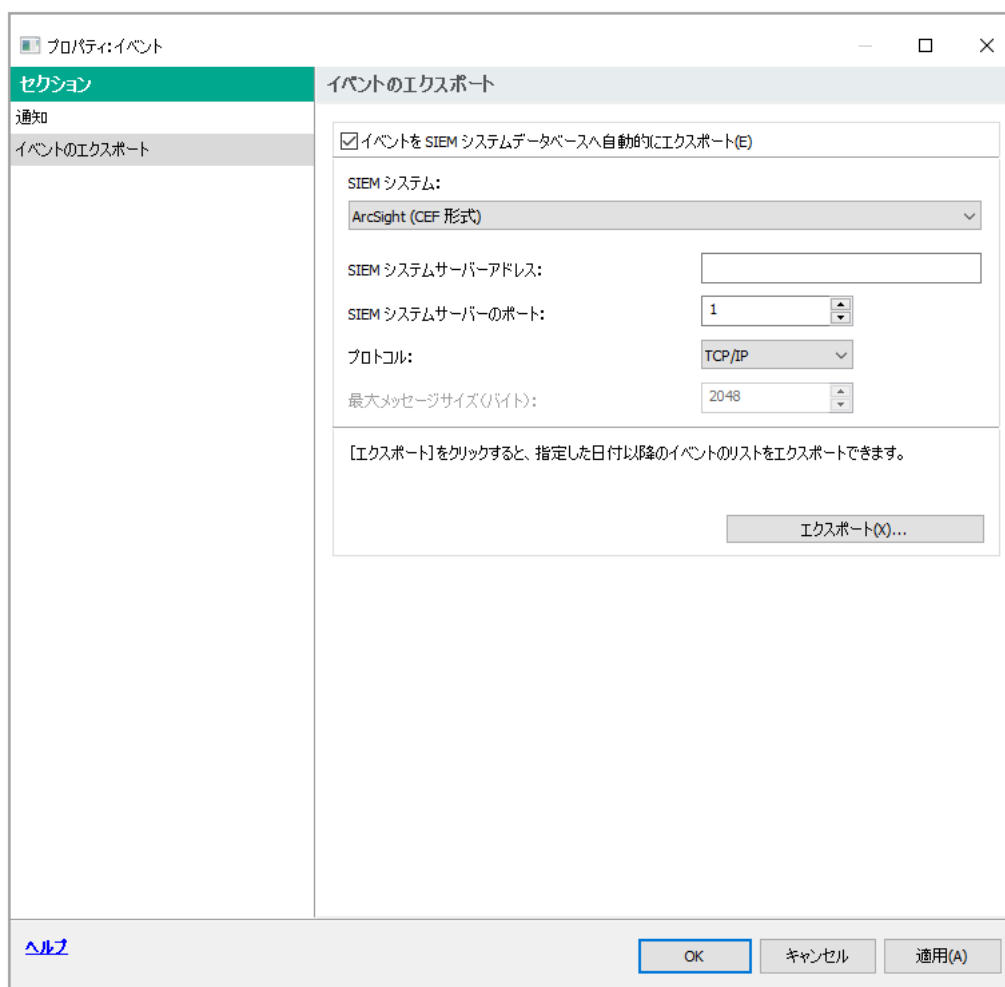 プロパティ:イベント
セクション
通知
イベントのエクスポート
イベントのエクスポート
イベントを SIEM システムデータベースへ自動的にエクスポート(E)
SIEM システム:
ArcSight (CEF 形式)
SIEM システムサーバーアドレス:
SIEM システムサーバーのポート:
1
プロトコル:
TCP/IP
最大メッセージサイズ(バイト):
2048
[エクスポート]をクリックすると、指定した日付以降のイベントのリストをエクスポートできます。
エクスポート(X)...
ヘルプ
OK
キャンセル
適用(A)